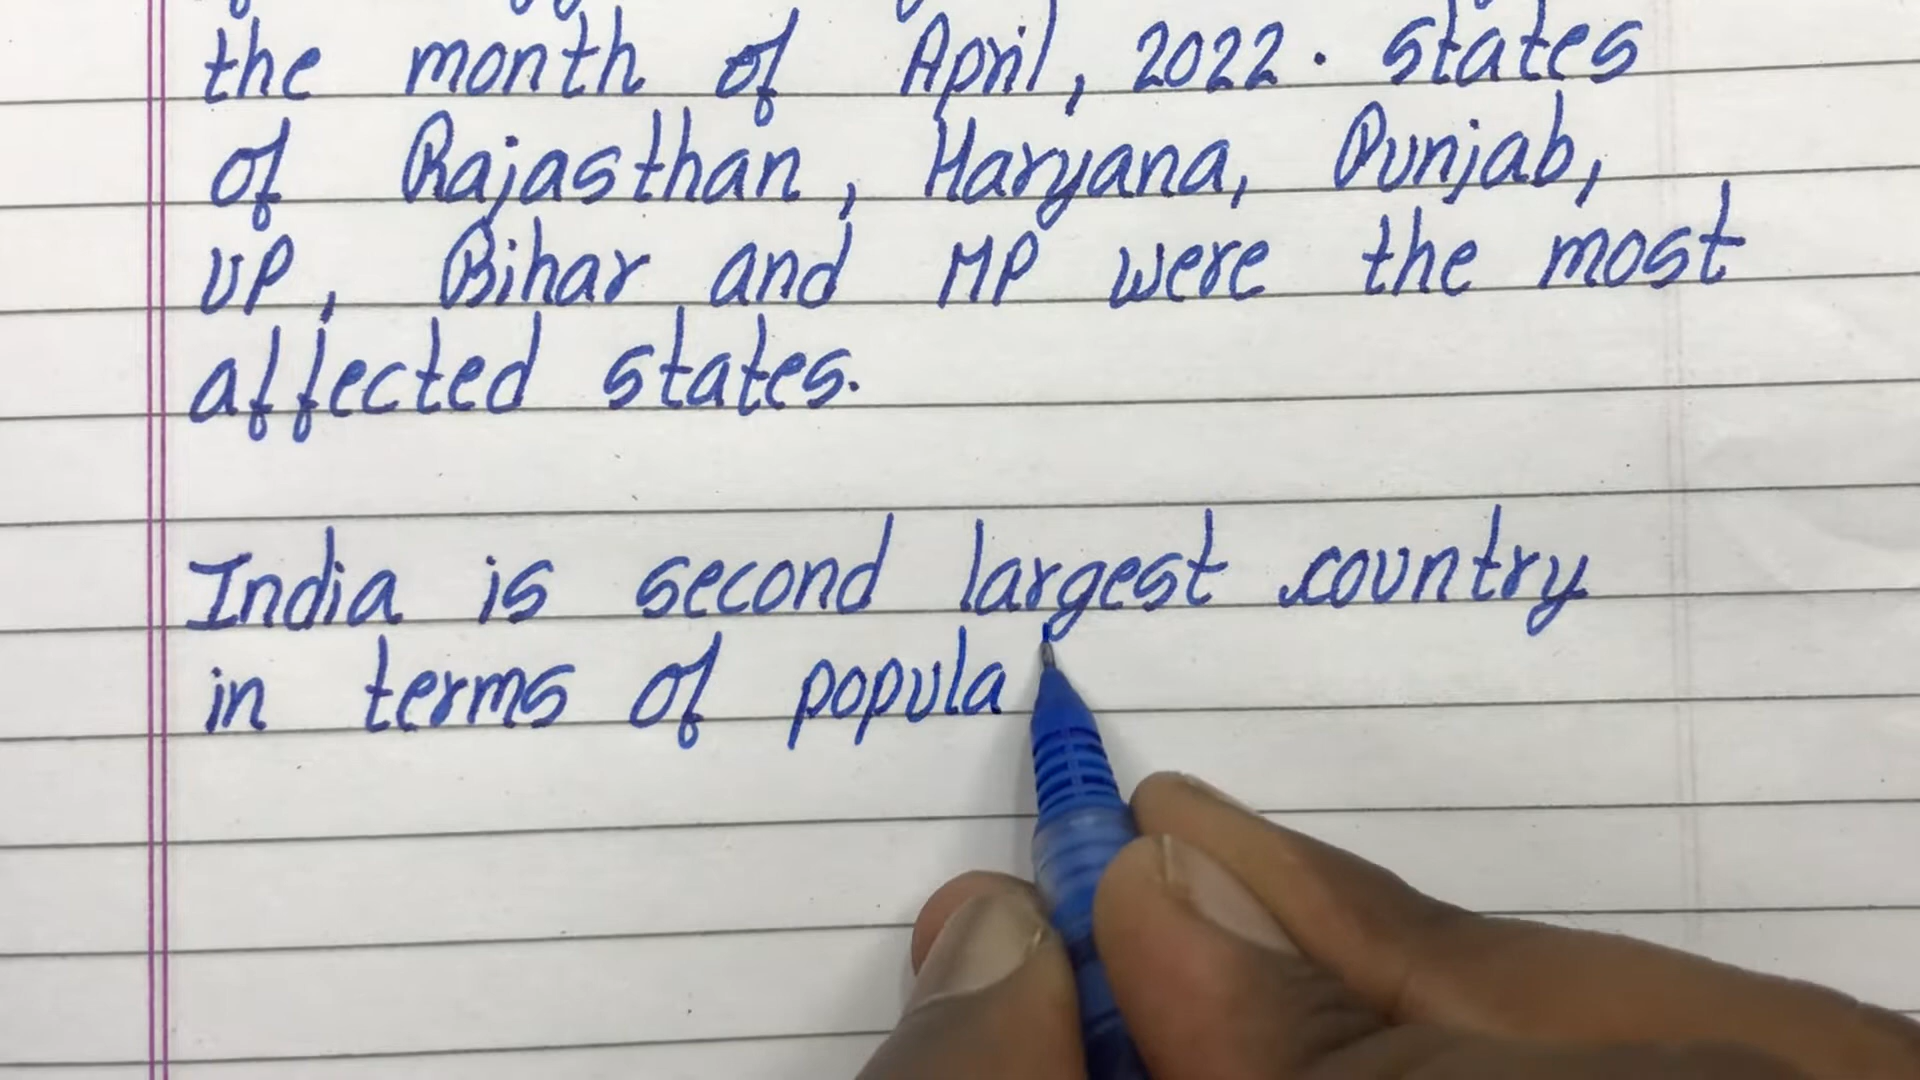 the month of April, 2022. states
of Rajasthan, Haryana, Punjab,
UP, Bihar and MP were the most
affected states.
India is second largest country
in terms of popula